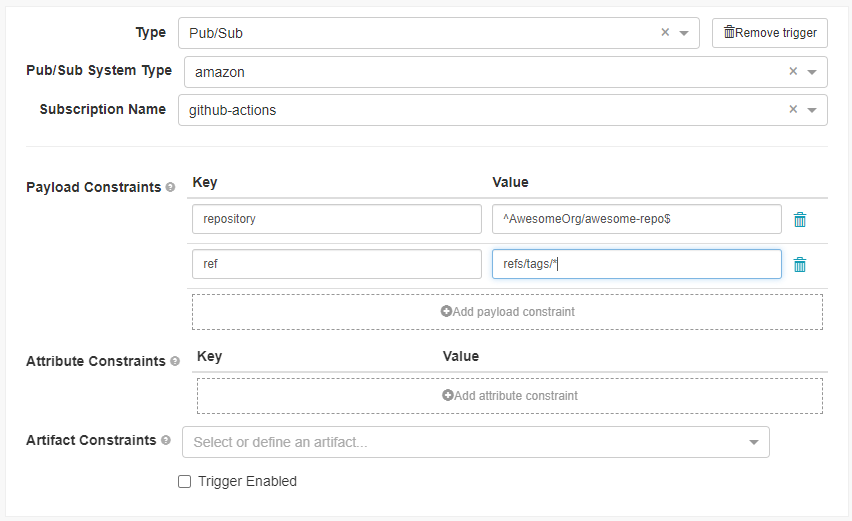 Type Pub/Sub × Remove trigger
Pub/Sub System Type amazon ×
Subscription Name github-actions ×
Payload Constraints ? Key Value
repository ^AwesomeOrg/awesome-repo$
ref refs/tags/*
Add payload constraint
Attribute Constraints ? Key Value
Add attribute constraint
Artifact Constraints ? Select or define an artifact...
Trigger Enabled